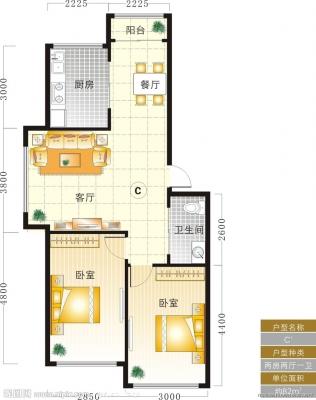 2225
2225
阳台
厨房
餐厅
3000
3800
客厅
C
卫生间
2600
卧室
卧室
4800
4400
2850
3000
户型名称
C'
户型种类
两房两厅一卫
单位面积
约82m²